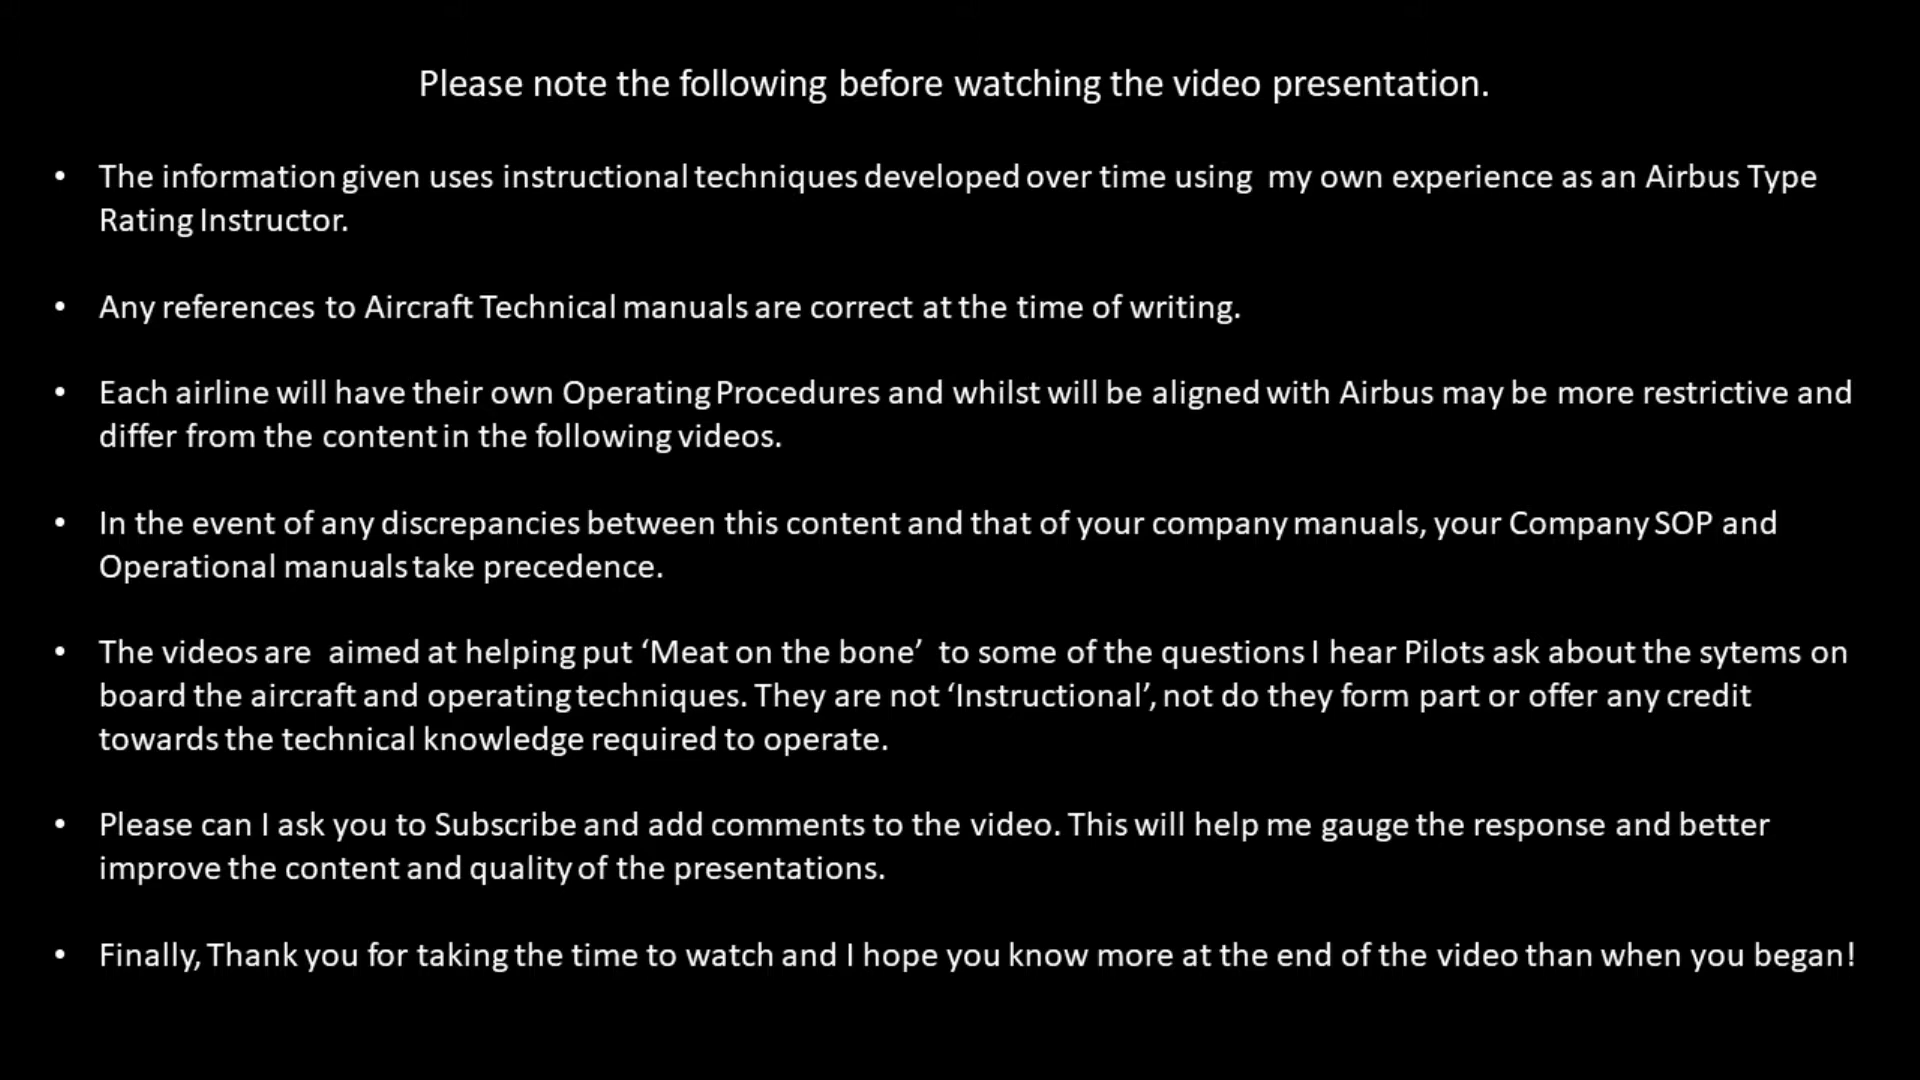 Please note the following before watching the video presentation.
• The information given uses instructional techniques developed over time using my own experience as an Airbus Type
Rating Instructor.
• Any references to Aircraft Technical manuals are correct at the time of writing.
• Each airline will have their own Operating Procedures and whilst will be aligned with Airbus may be more restrictive and
differ from the content in the following videos.
• In the event of any discrepancies between this content and that of your company manuals, your Company SOP and
Operational manuals take precedence.
• The videos are aimed at helping put ‘Meat on the bone’ to some of the questions I hear Pilots ask about the sytems on
board the aircraft and operating techniques. They are not ‘Instructional’, not do they form part or offer any credit
towards the technical knowledge required to operate.
• Please can I ask you to Subscribe and add comments to the video. This will help me gauge the response and better
improve the content and quality of the presentations.
• Finally, Thank you for taking the time to watch and I hope you know more at the end of the video than when you began!